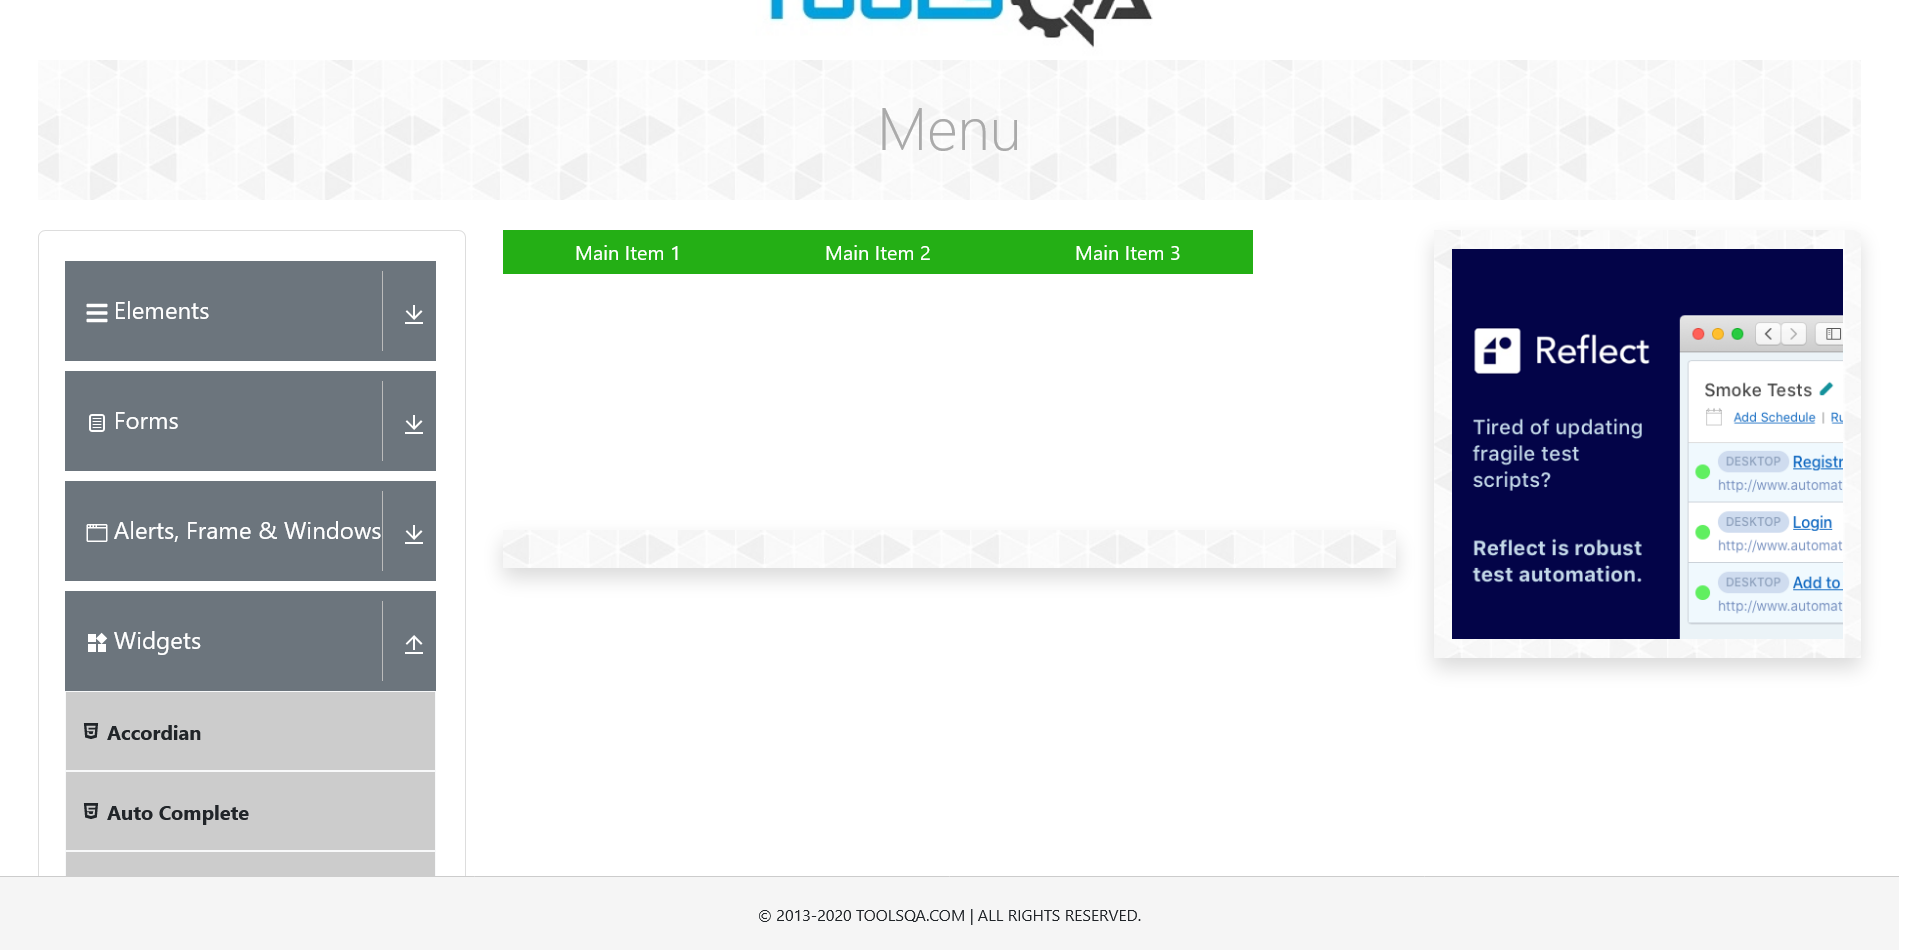 TOOLSQA
Menu
Main Item 1 Main Item 2 Main Item 3
Elements
Forms
Alerts, Frame & Windows
Widgets
Accordian
Auto Complete
Reflect
Tired of updating
fragile test
scripts?
Reflect is robust
test automation.
Smoke Tests
Add Schedule |
DESKTOP
http://www.automat
DESKTOP Login
http://www.automat
DESKTOP Add to
http://www.automat
© 2013-2020 TOOLSQA.COM | ALL RIGHTS RESERVED.